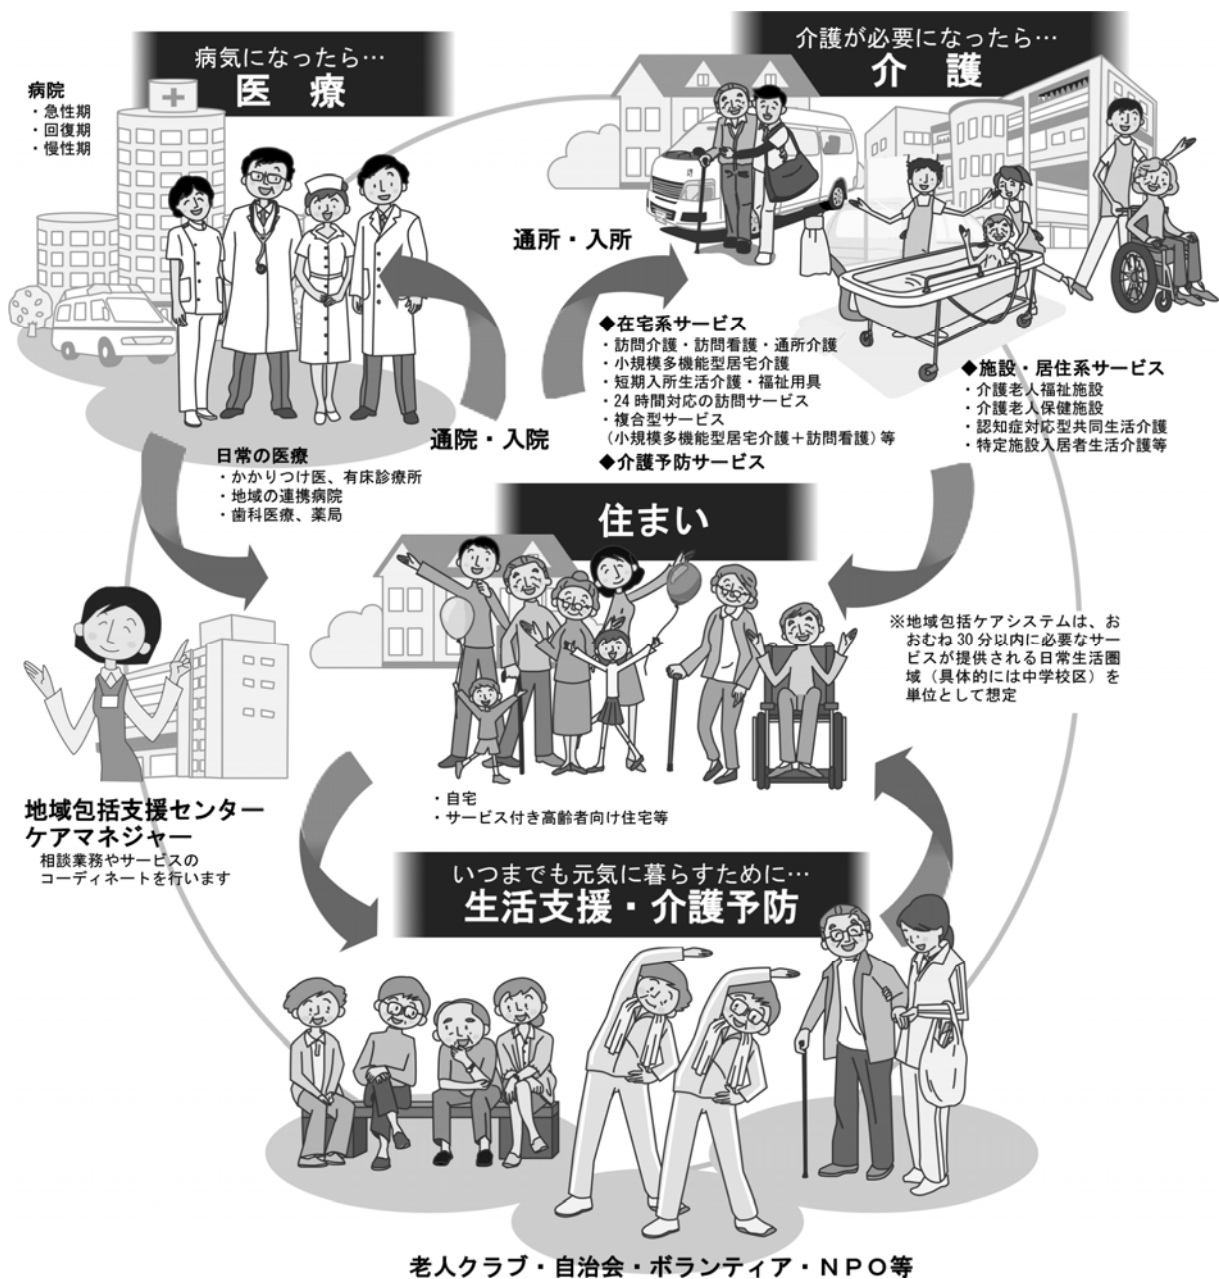 病気になったら…
医療
病院
・急性期
・回復期
・慢性期
介護が必要になったら…
介護
通所・入所
◆在宅系サービス
・訪問介護・訪問看護・通所介護
・小規模多機能型居宅介護
・短期入所生活介護・福祉用具
・24時間対応の訪問サービス
・複合型サービス
(小規模多機能型居宅介護+訪問看護)等
◆介護予防サービス
◆施設・居住系サービス
・介護老人福祉施設
・介護老人保健施設
・認知症対応型共同生活介護
・特定施設入居者生活介護等
通院・入院
日常の医療
・かかりつけ医、有床診療所
・地域の連携病院
・歯科医療、薬局
住まい
※地域包括ケアシステムは、お
おむね30分以内に必要なサー
ビスが提供される日常生活圏
域(具体的には中学校区)を
単位として想定
・自宅
・サービス付き高齢者向け住宅等
地域包括支援センター
ケアマネジャー
相談業務やサービスの
コーディネートを行います
いつまでも元気に暮らすために…
生活支援・介護予防
老人クラブ・自治会・ボランティア・NPO等